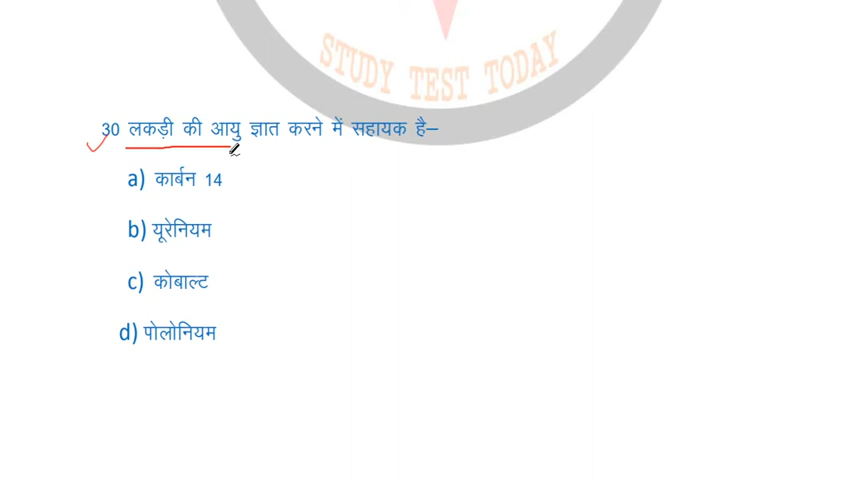 STUDY TEST TODAY
30 लकड़ी की आयु ज्ञात करने में सहायक है–
a) कार्बन 14
b) यूरेनियम
c) कोबाल्ट
d) पोलोनियम